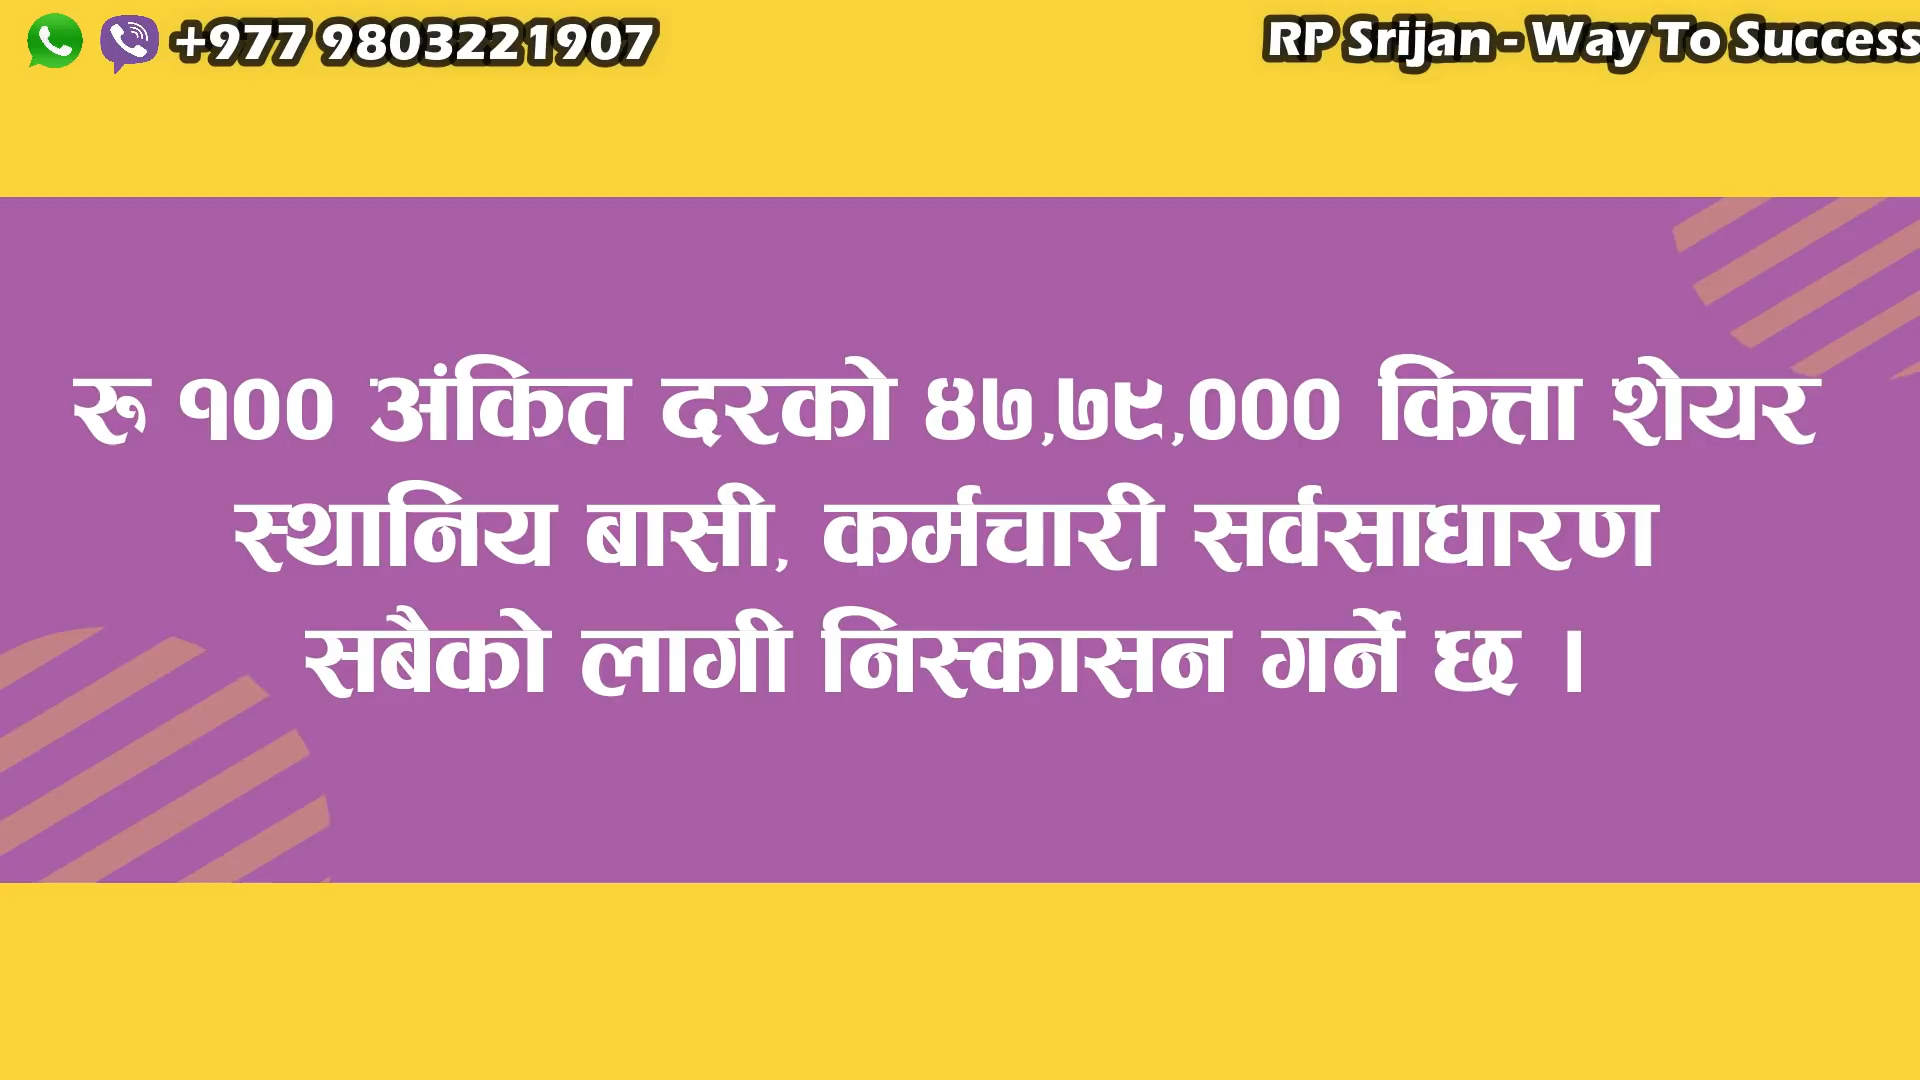 +977 9803221907
RP Srijan - Way To Success
रु १०० अंकित दरको ४७,७९,००० कित्ता शेयर
स्थानिय बासी, कर्मचारी सर्वसाधारण
सबैको लागी निस्कासन गर्ने छ ।